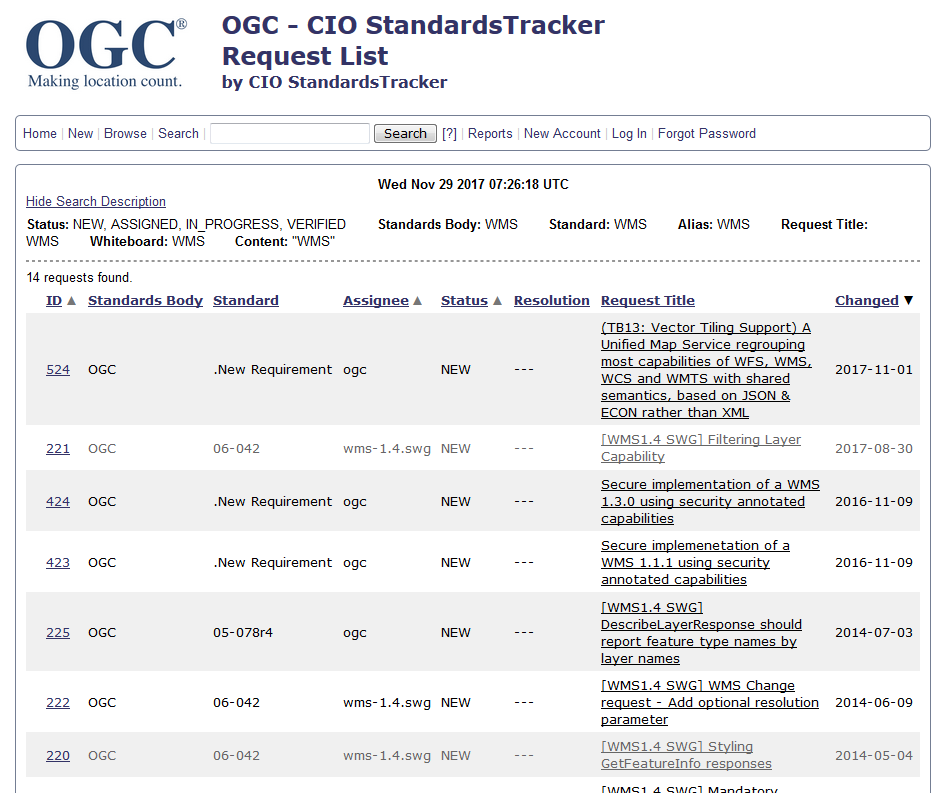 OGC®
Making location count.
OGC - CIO StandardsTracker
Request List
by CIO StandardsTracker
Home | New | Browse | Search | Search [?] | Reports | New Account | Log In | Forgot Password
Wed Nov 29 2017 07:26:18 UTC
Hide Search Description
Status: NEW, ASSIGNED, IN_PROGRESS, VERIFIED Standards Body: WMS Standard: WMS Alias: WMS Request Title:
WMS Whiteboard: WMS Content: "WMS"
14 requests found.
ID ▲ Standards Body Standard Assignee ▲ Status ▲ Resolution Request Title Changed ▼
(TB13: Vector Tiling Support) A
Unified Map Service regrouping
most capabilities of WFS, WMS,
524 OGC .New Requirement ogc NEW --- WCS and WMTS with shared 2017-11-01
semantics, based on JSON &
ECON rather than XML
221 OGC 06-042 wms-1.4.swg NEW --- [WMS1.4 SWG] Filtering Layer 2017-08-30
Capability
Secure implementation of a WMS
424 OGC .New Requirement ogc NEW --- 1.3.0 using security annotated 2016-11-09
capabilities
Secure implemenetation of a
423 OGC .New Requirement ogc NEW --- WMS 1.1.1 using security 2016-11-09
annotated capabilities
[WMS1.4 SWG]
225 OGC 05-078r4 ogc NEW --- DescribeLayerResponse should 2014-07-03
report feature type names by
layer names
[WMS1.4 SWG] WMS Change
222 OGC 06-042 wms-1.4.swg NEW --- request - Add optional resolution 2014-06-09
parameter
220 OGC 06-042 wms-1.4.swg NEW --- [WMS1.4 SWG] Styling 2014-05-04
GetFeatureInfo responses
[WMS1.4 SWG] Mandatory